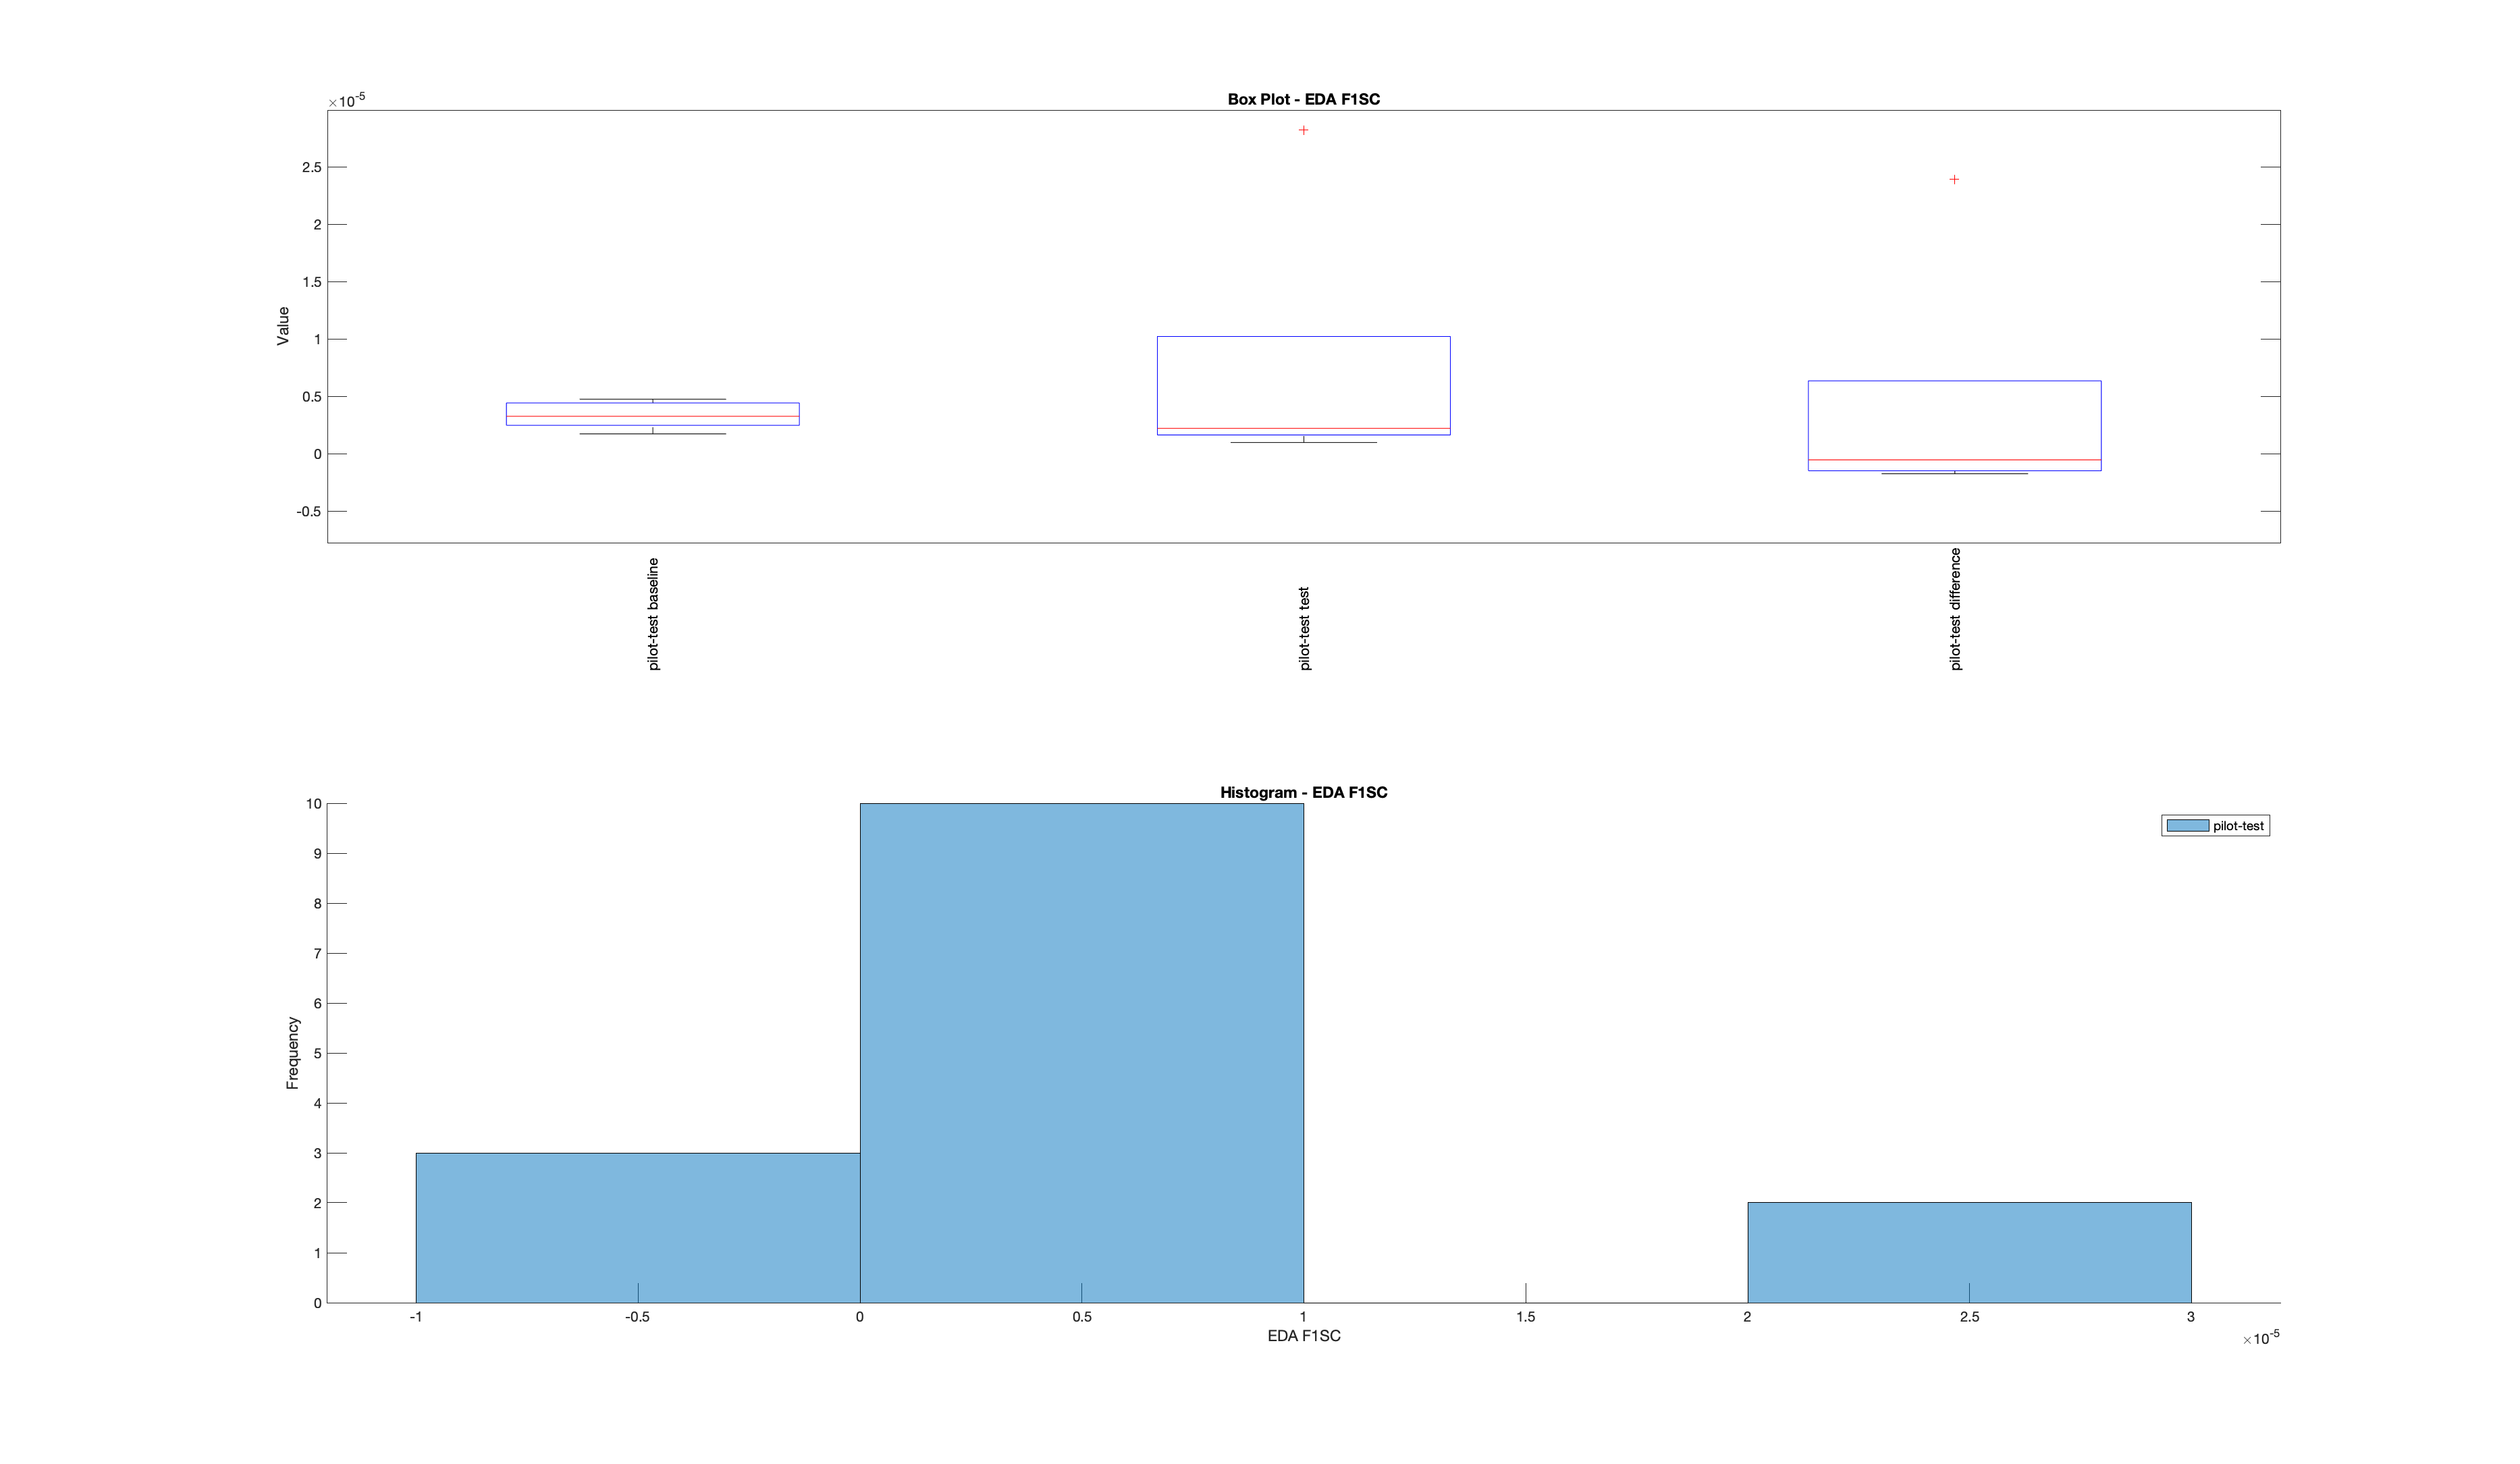 Box Plot - EDA F1SC
×10-5
2.5
2
1.5
1
0.5
0
-0.5
Value
pilot-test baseline
pilot-test test
pilot-test difference
Histogram - EDA F1SC
pilot-test
10
9
8
7
6
5
4
3
2
1
0
Frequency
-1 -0.5 0 0.5 1 1.5 2 2.5 3
EDA F1SC
×10-5